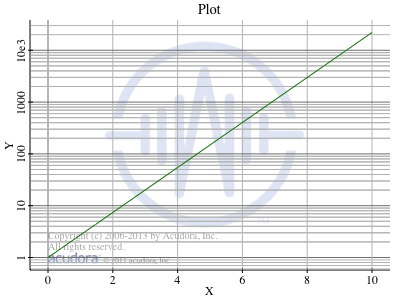 Plot
10e3
1000
100
10
1
Y
Copyright (c) 2006-2013 by Acudora, Inc.
All rights reserved.
acudora © 2011 acudora, Inc
0 2 4 6 8 10
X